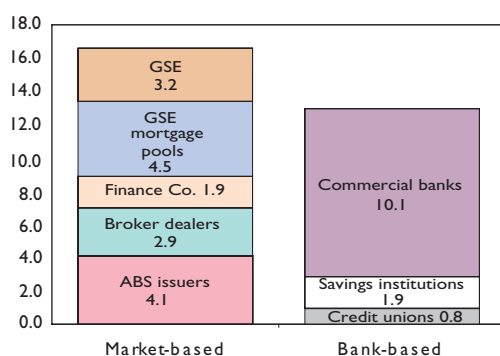 18.0
16.0
14.0
12.0
10.0
8.0
6.0
4.0
2.0
0.0
GSE
3.2
GSE
mortgage
pools
4.5
Finance Co. 1.9
Broker dealers
2.9
ABS issuers
4.1
Commercial banks
10.1
Savings institutions
1.9
Credit unions 0.8
Market-based
Bank-based